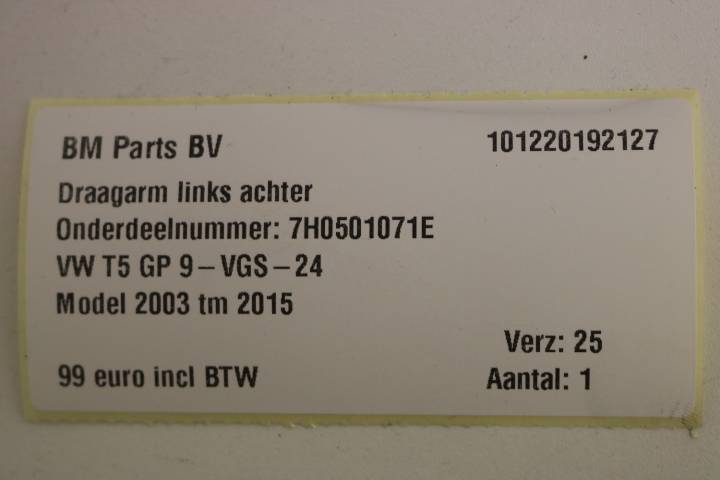 BM Parts BV 101220192127
Draagarm links achter
Onderdeelnummer: 7H0501071E
VW T5 GP 9-VGS-24
Model 2003 tm 2015
Verz: 25
99 euro incl BTW Aantal: 1